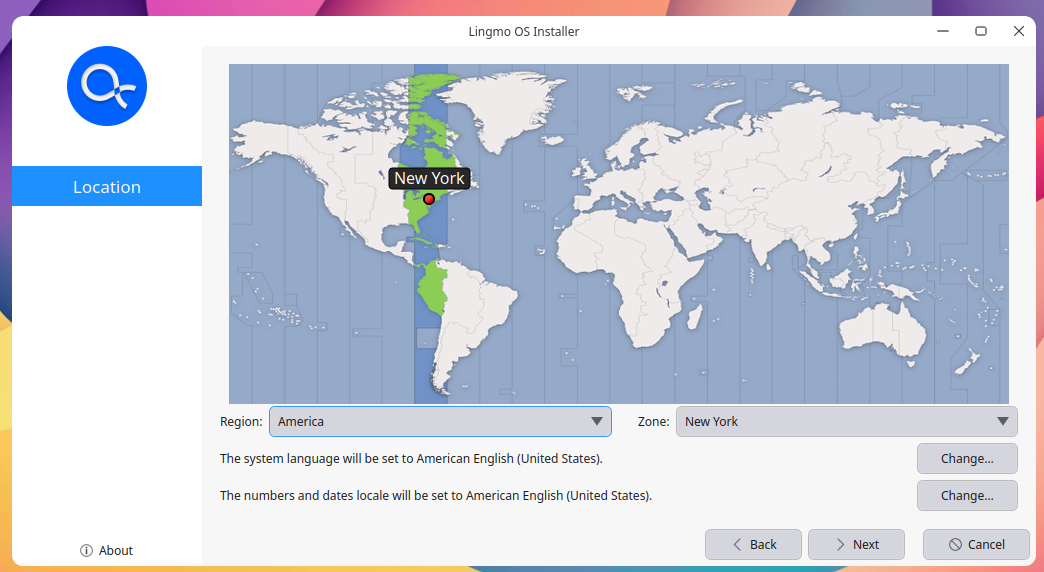 Lingmo OS Installer
Location
New York
Region:
America
Zone:
New York
The system language will be set to American English (United States).
Change...
The numbers and dates locale will be set to American English (United States).
Change...
About
Back
Next
Cancel